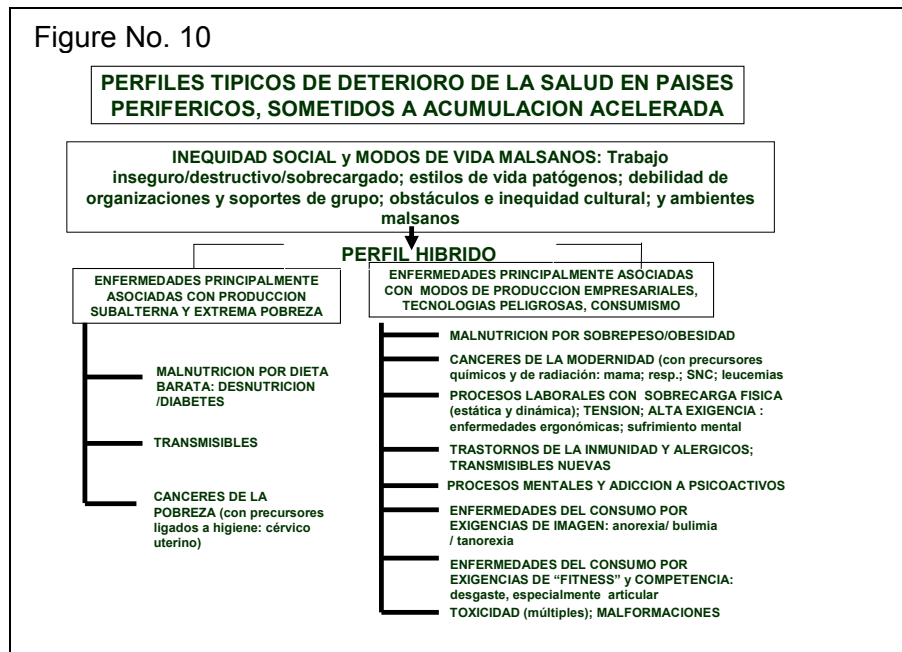 Figure No. 10
PERFILES TIPICOS DE DETERIORO DE LA SALUD EN PAISES
PERIFERICOS, SOMETIDOS A ACUMULACION ACELERADA
INEQUIDAD SOCIAL y MODOS DE VIDA MALSANOS: Trabajo
inseguro/destructivo/sobrecargado; estilos de vida patógenos; debilidad de
organizaciones y soportes de grupo; obstáculos e inequidad cultural; y ambientes
malsanos
PERFIL HIBRIDO
ENFERMEDADES PRINCIPALMENTE
ASOCIADAS CON PRODUCCION
SUBALTERNA Y EXTREMA POBREZA
MALNUTRICION POR DIETA
BARATA: DESNUTRICION
/DIABETES
TRANSMISIBLES
CANCERES DE LA
POBREZA (con precursores
ligados a higiene: cérvico
uterino)
ENFERMEDADES PRINCIPALMENTE ASOCIADAS
CON MODOS DE PRODUCCION EMPRESARIALES,
TECNOLOGIAS PELIGROSAS, CONSUMISMO
MALNUTRICION POR SOBREPESO/OBESIDAD
CANCERES DE LA MODERNIDAD (con precursores
químicos y de radiación: mama; resp.; SNC; leucemias
PROCESOS LABORALES CON SOBRECARGA FISICA
(estática y dinámica); TENSION; ALTA EXIGENCIA :
enfermedades ergonómicas; sufrimiento mental
TRASTORNOS DE LA INMUNIDAD Y ALERGICOS;
TRANSMISIBLES NUEVAS
PROCESOS MENTALES Y ADICCION A PSICOACTIVOS
ENFERMEDADES DEL CONSUMO POR
EXIGENCIAS DE IMAGEN: anorexia/ bulimia
/ tanorexia
ENFERMEDADES DEL CONSUMO POR
EXIGENCIAS DE “FITNESS” y COMPETENCIA:
desgaste, especialmente articular
TOXICIDAD (múltiples); MALFORMACIONES